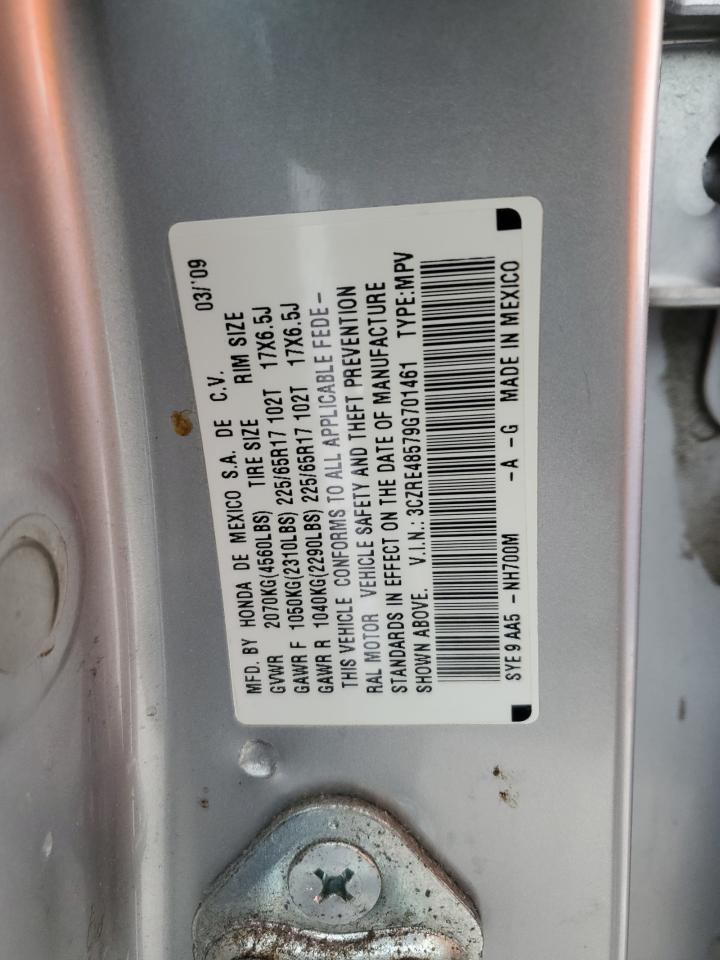 03/'09
MFD. BY HONDA DE MEXICO S.A. DE C.V.
GVWR 2070KG(4560LBS) TIRE SIZE RIM SIZE
GAWR F 1050KG(2310LBS) 225/65R17 102T 17X6.5J
GAWR R 1040KG(2290LBS) 225/65R17 102T 17X6.5J
THIS VEHICLE CONFORMS TO ALL APPLICABLE FEDE-
RAL MOTOR VEHICLE SAFETY AND THEFT PREVENTION
STANDARDS IN EFFECT ON THE DATE OF MANUFACTURE
SHOWN ABOVE. V.I.N.: 3CZRE48579G701461 TYPE:MPV
SYE9AA5 -NH700M -A -G MADE IN MEXICO